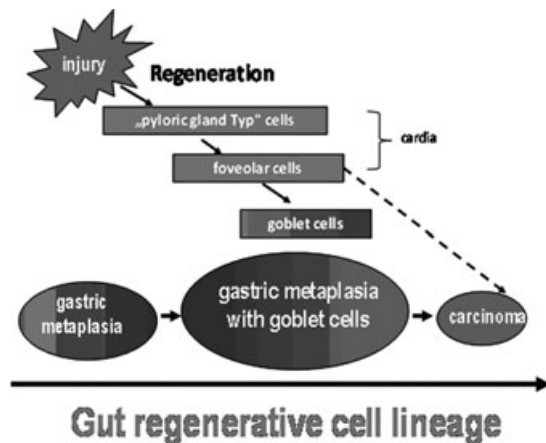 injury
Regeneration
„pyloric gland Typ“ cells
cardia
foveolar cells
goblet cells
gastric
metaplasia
gastric metaplasia
with goblet cells
carcinoma
Gut regenerative cell lineage